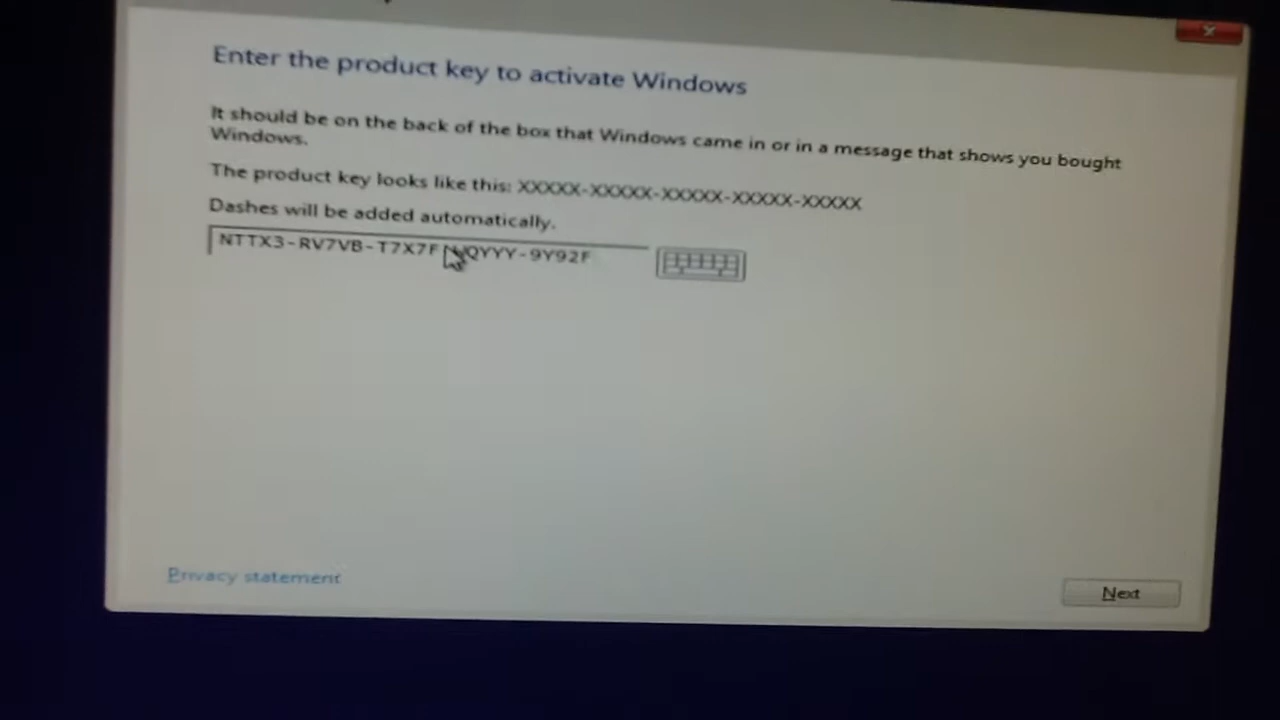 Enter the product key to activate Windows
It should be on the back of the box that Windows came in or in a message that shows you bought
Windows.
The product key looks like this: XXXXX-XXXXX-XXXXX-XXXXX-XXXXX
Dashes will be added automatically.
NTTX3-RV7VB-T7X7F QYYY-9Y92F
Privacy statement
Next